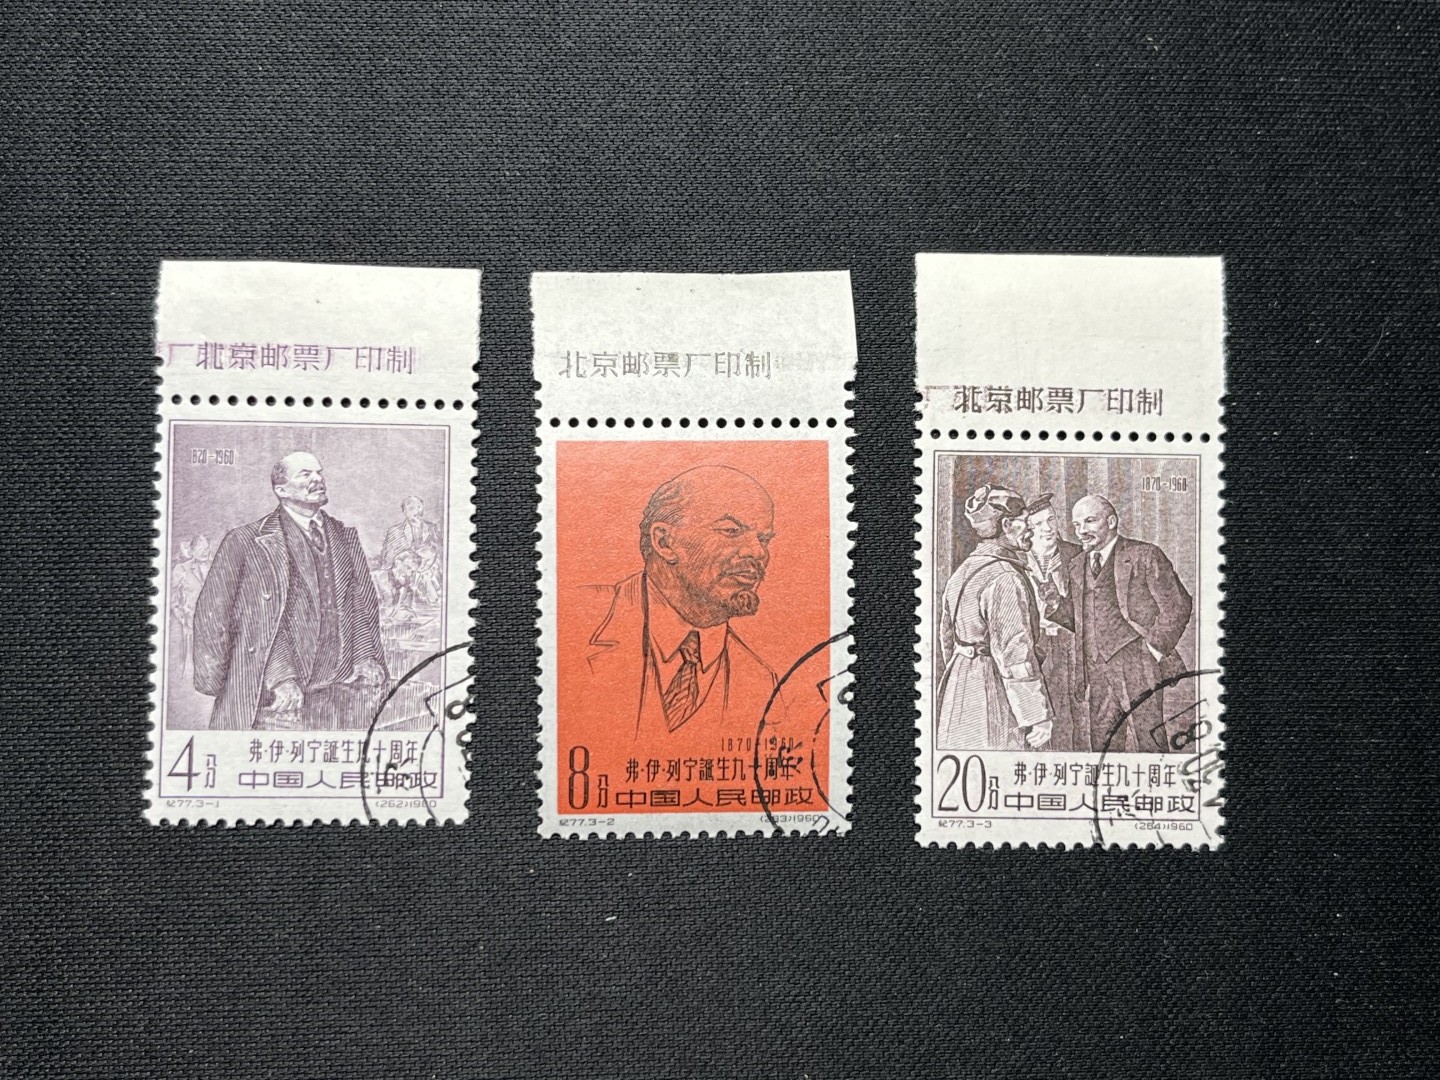 厂北京邮票厂印制
1870-1960
4分
弗·伊·列宁誕生九十周年
中国人民邮政
纪77.3-1
(262)1960
北京邮票厂印制
1870-1960
8分
弗·伊·列宁誕生九十周年
中国人民邮政
纪77.3-2
(263)1960
厂北京邮票厂印制
1870-1960
20分
弗·伊·列宁誕生九十周年
中国人民邮政
纪77.3-3
(264)1960